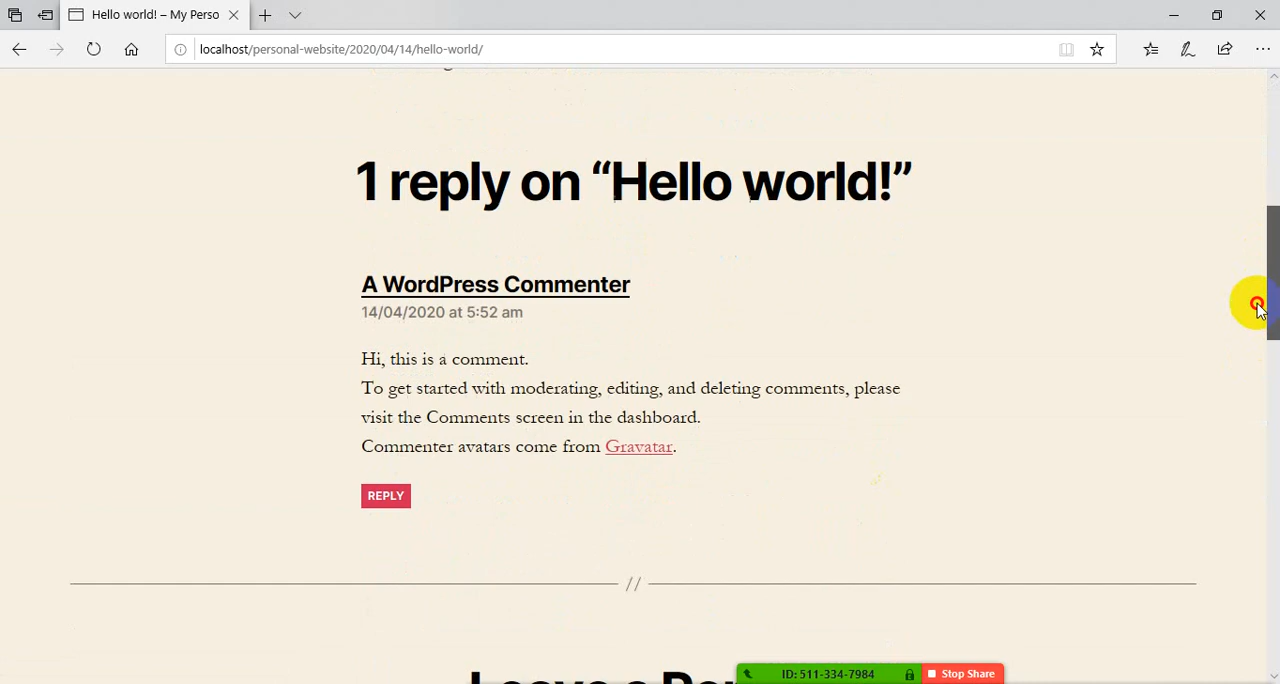 Hello world! – My Perso
localhost/personal-website/2020/04/14/hello-world/
1 reply on “Hello world!”
A WordPress Commenter
14/04/2020 at 5:52 am
Hi, this is a comment.
To get started with moderating, editing, and deleting comments, please
visit the Comments screen in the dashboard.
Commenter avatars come from Gravatar.
REPLY
//
Leave a
ID: 511-334-7984
Stop Share